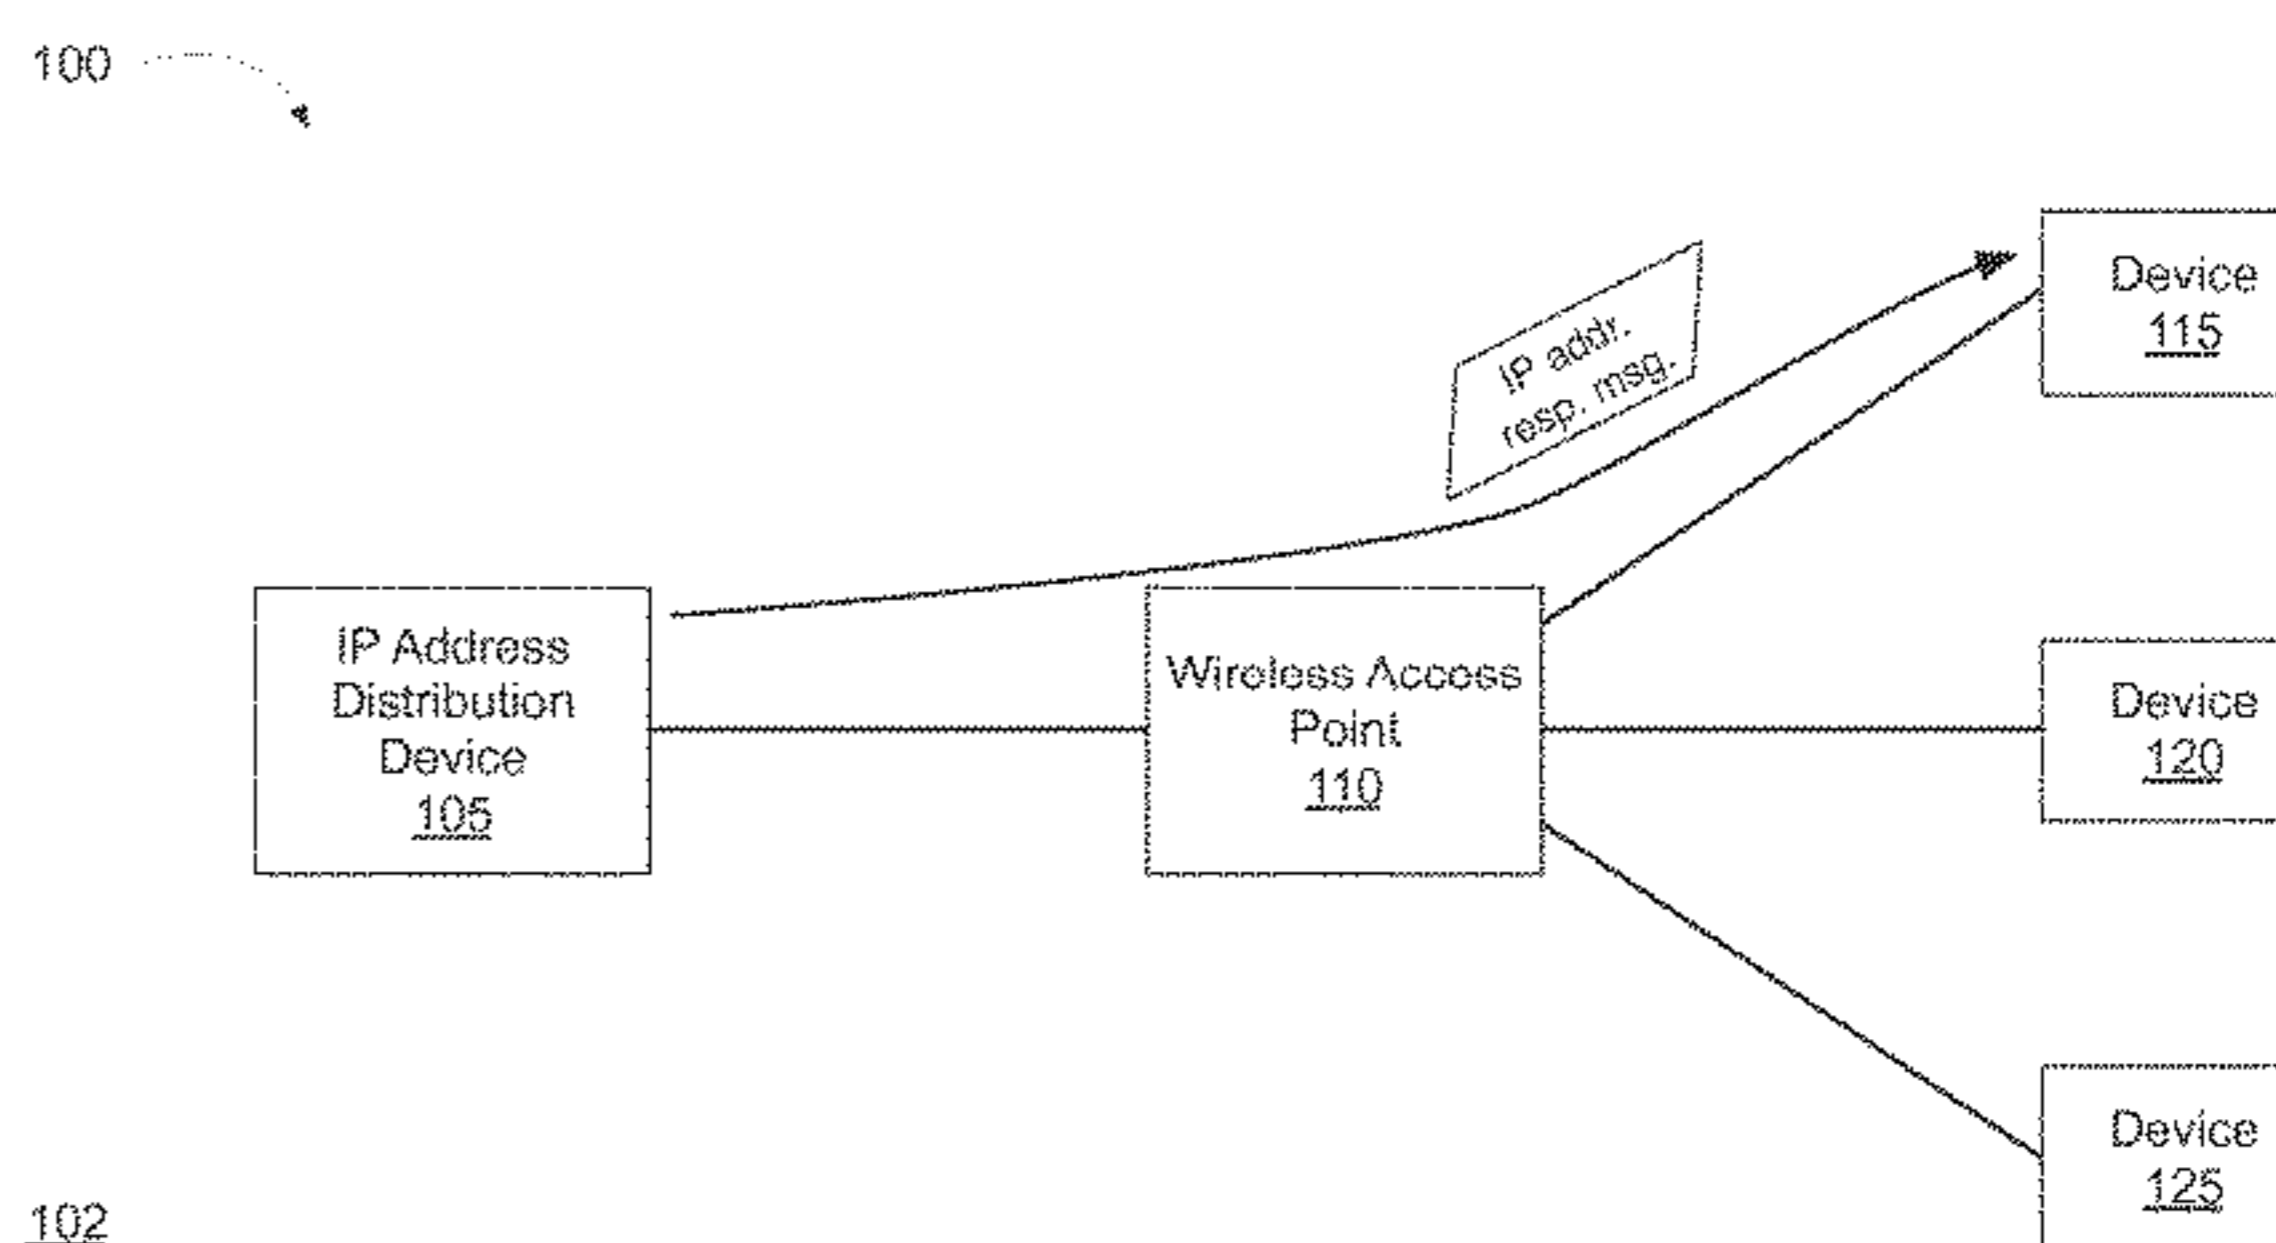 100
IP addr.
resp. msg.
Device
115
IP Address
Distribution
Device
105
Wireless Access
Point
110
Device
120
Device
125
102